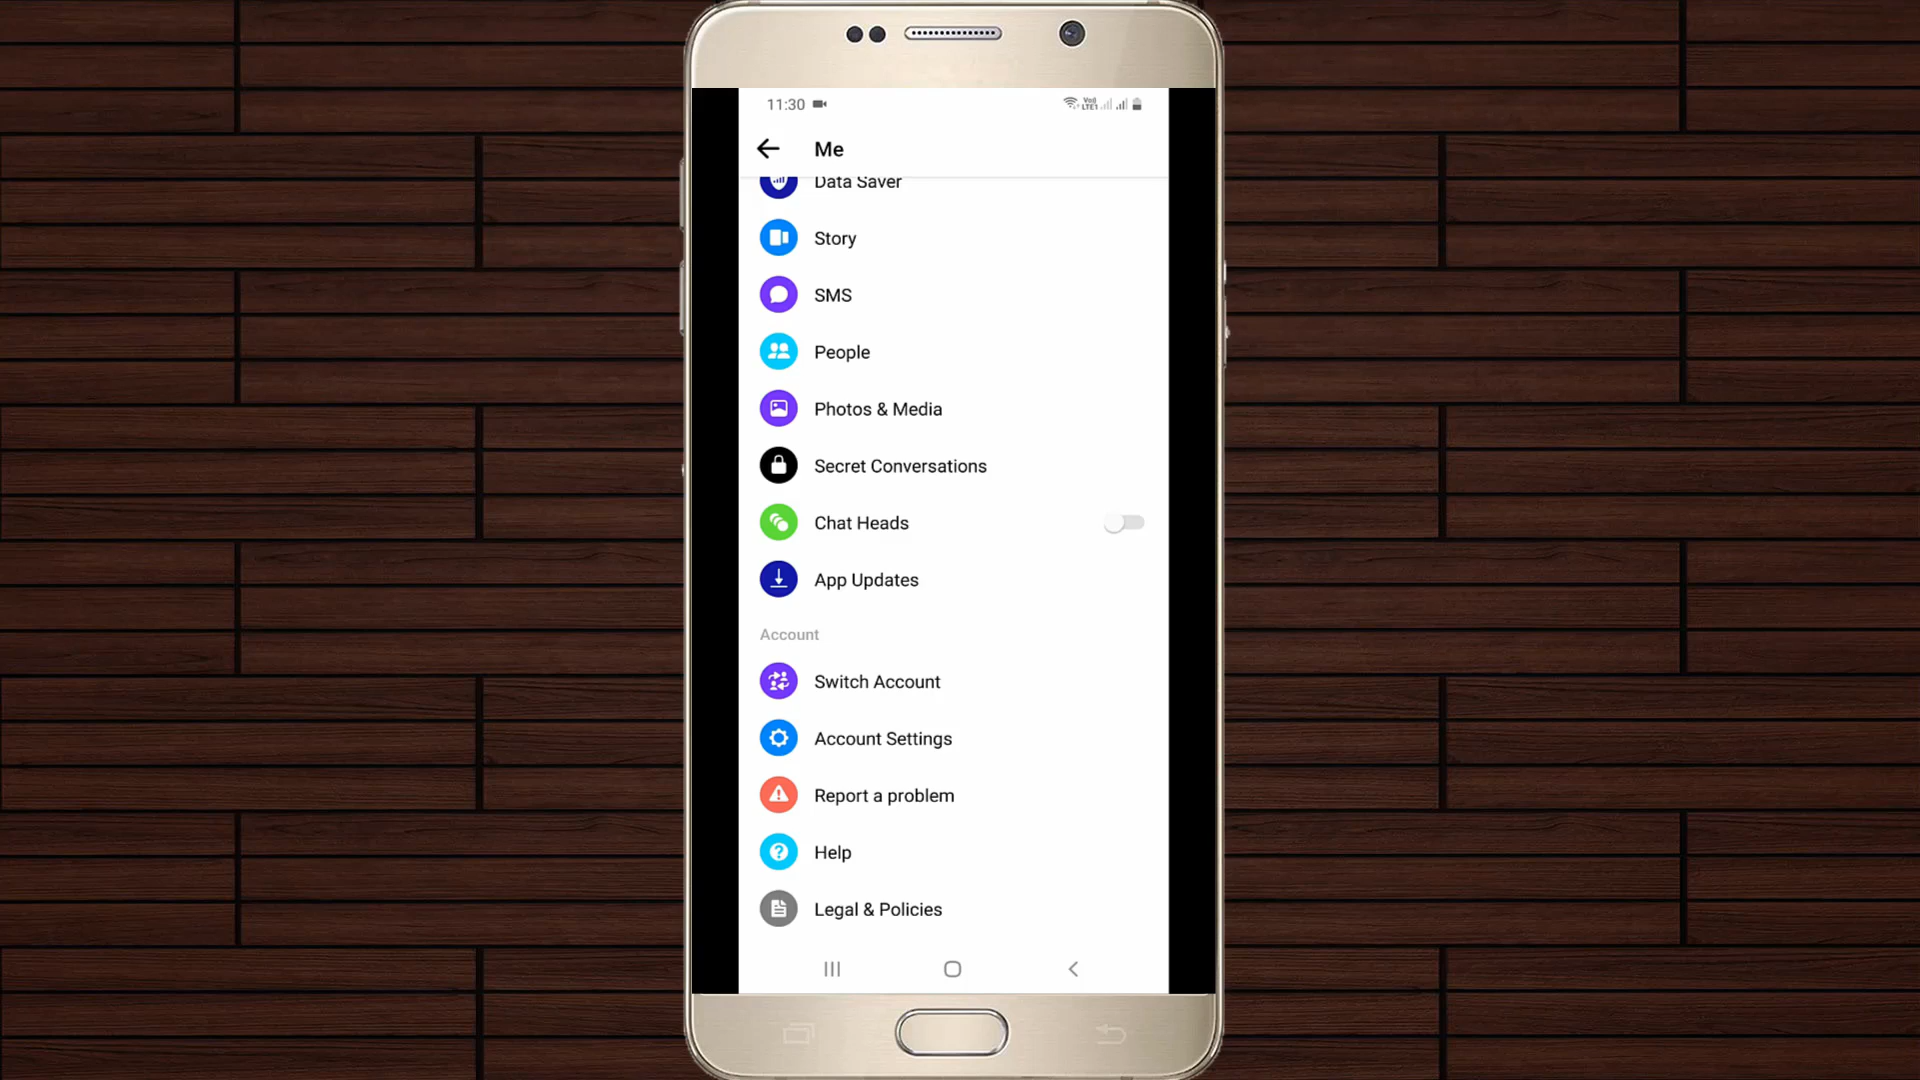 11:30
Me
Data Saver
Story
SMS
People
Photos & Media
Secret Conversations
Chat Heads
App Updates
Account
Switch Account
Account Settings
Report a problem
Help
Legal & Policies